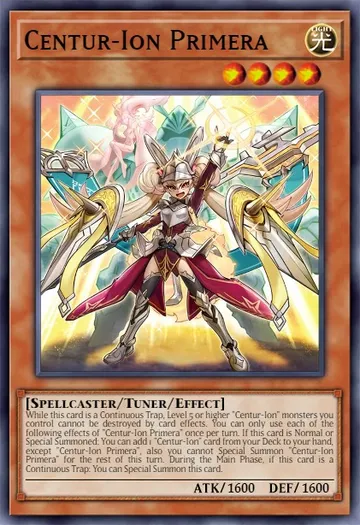 CENTUR-ION PRIMERA
LIGHT
光
[SPELLCASTER/TUNER/EFFECT]
While this card is a Continuous Trap, Level 5 or higher "Centur-Ion" monsters you
control cannot be destroyed by card effects. You can only use each of the
following effects of "Centur-Ion Primera" once per turn. If this card is Normal or
Special Summoned: You can add 1 "Centur-Ion" card from your Deck to your hand,
except "Centur-Ion Primera", also you cannot Special Summon "Centur-Ion
Primera" for the rest of this turn. During the Main Phase, if this card is a
Continuous Trap: You can Special Summon this card.
ATK/1600 DEF/1600